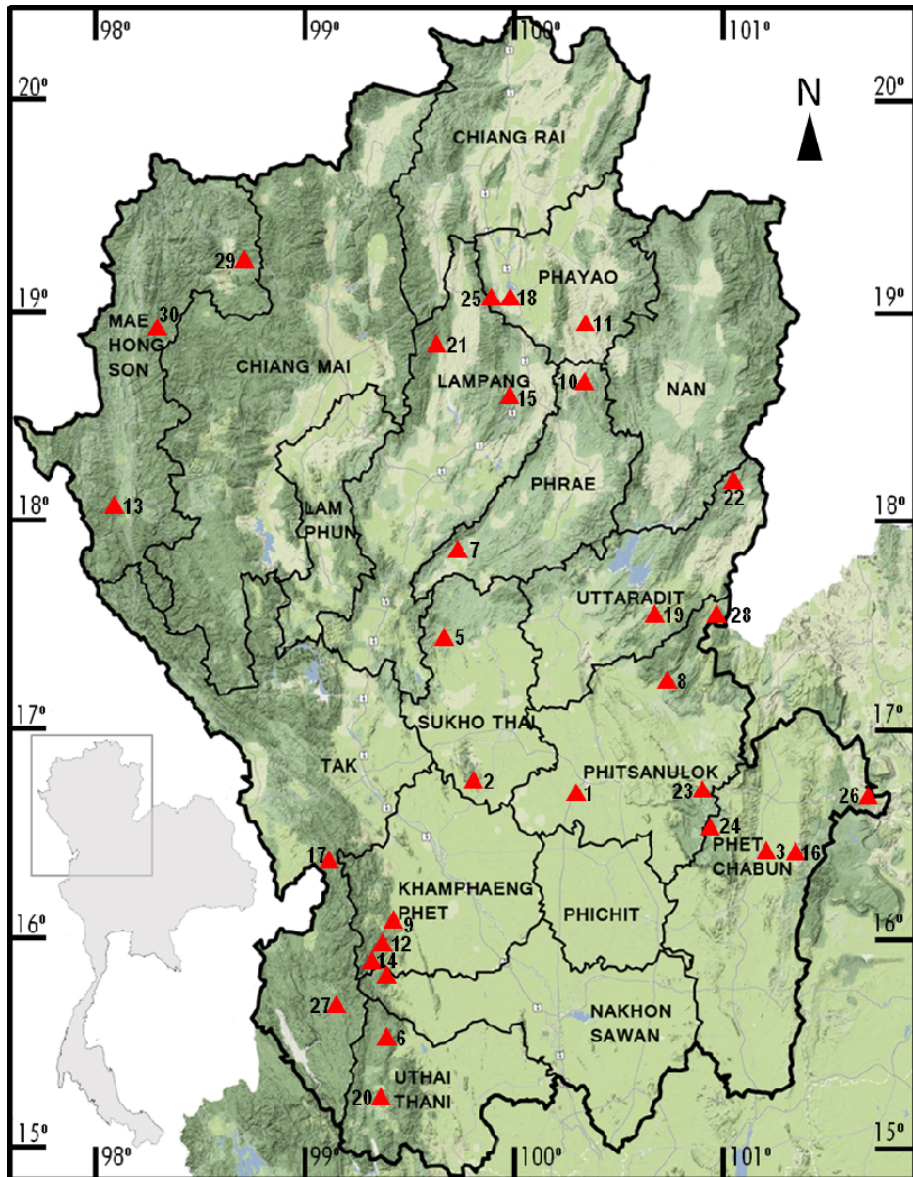 98° 99° 100° 101°
20° 20°
N
CHIANG RAI
29
PHAYAO
19° 25 18 19°
30
MAE
HONG
SON
11
21
CHIANG MAI
LAMPANG
10
NAN
15
PHRAE
22
18° 13 18°
LAM
PHUN
7
UTTARADIT
19 28
5
8
17° 17°
SUKHO THAI
TAK
PHITSANULOK
2 1 23 26
24
PHET
CHABUN
3 16
17
KHAMPHAENG
PHET
PHICHIT
9
16° 16°
12
14
27
NAKHON
SAWAN
6
UTHAI
THANI
20
15° 15°
98° 99° 100° 101°